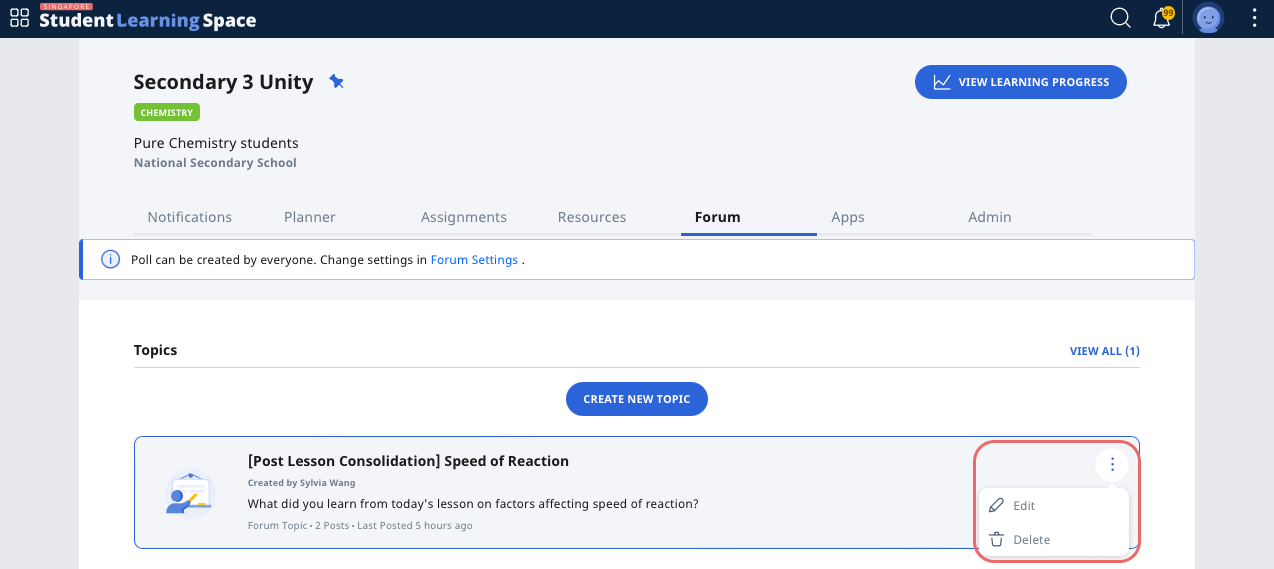 SINGAPORE
Student Learning Space
99
Secondary 3 Unity
VIEW LEARNING PROGRESS
CHEMISTRY
Pure Chemistry students
National Secondary School
Notifications Planner Assignments Resources Forum Apps Admin
Poll can be created by everyone. Change settings in Forum Settings .
Topics
VIEW ALL (1)
CREATE NEW TOPIC
[Post Lesson Consolidation] Speed of Reaction
Created by Sylvia Wang
What did you learn from today's lesson on factors affecting speed of reaction?
Forum Topic • 2 Posts • Last Posted 5 hours ago
Edit
Delete